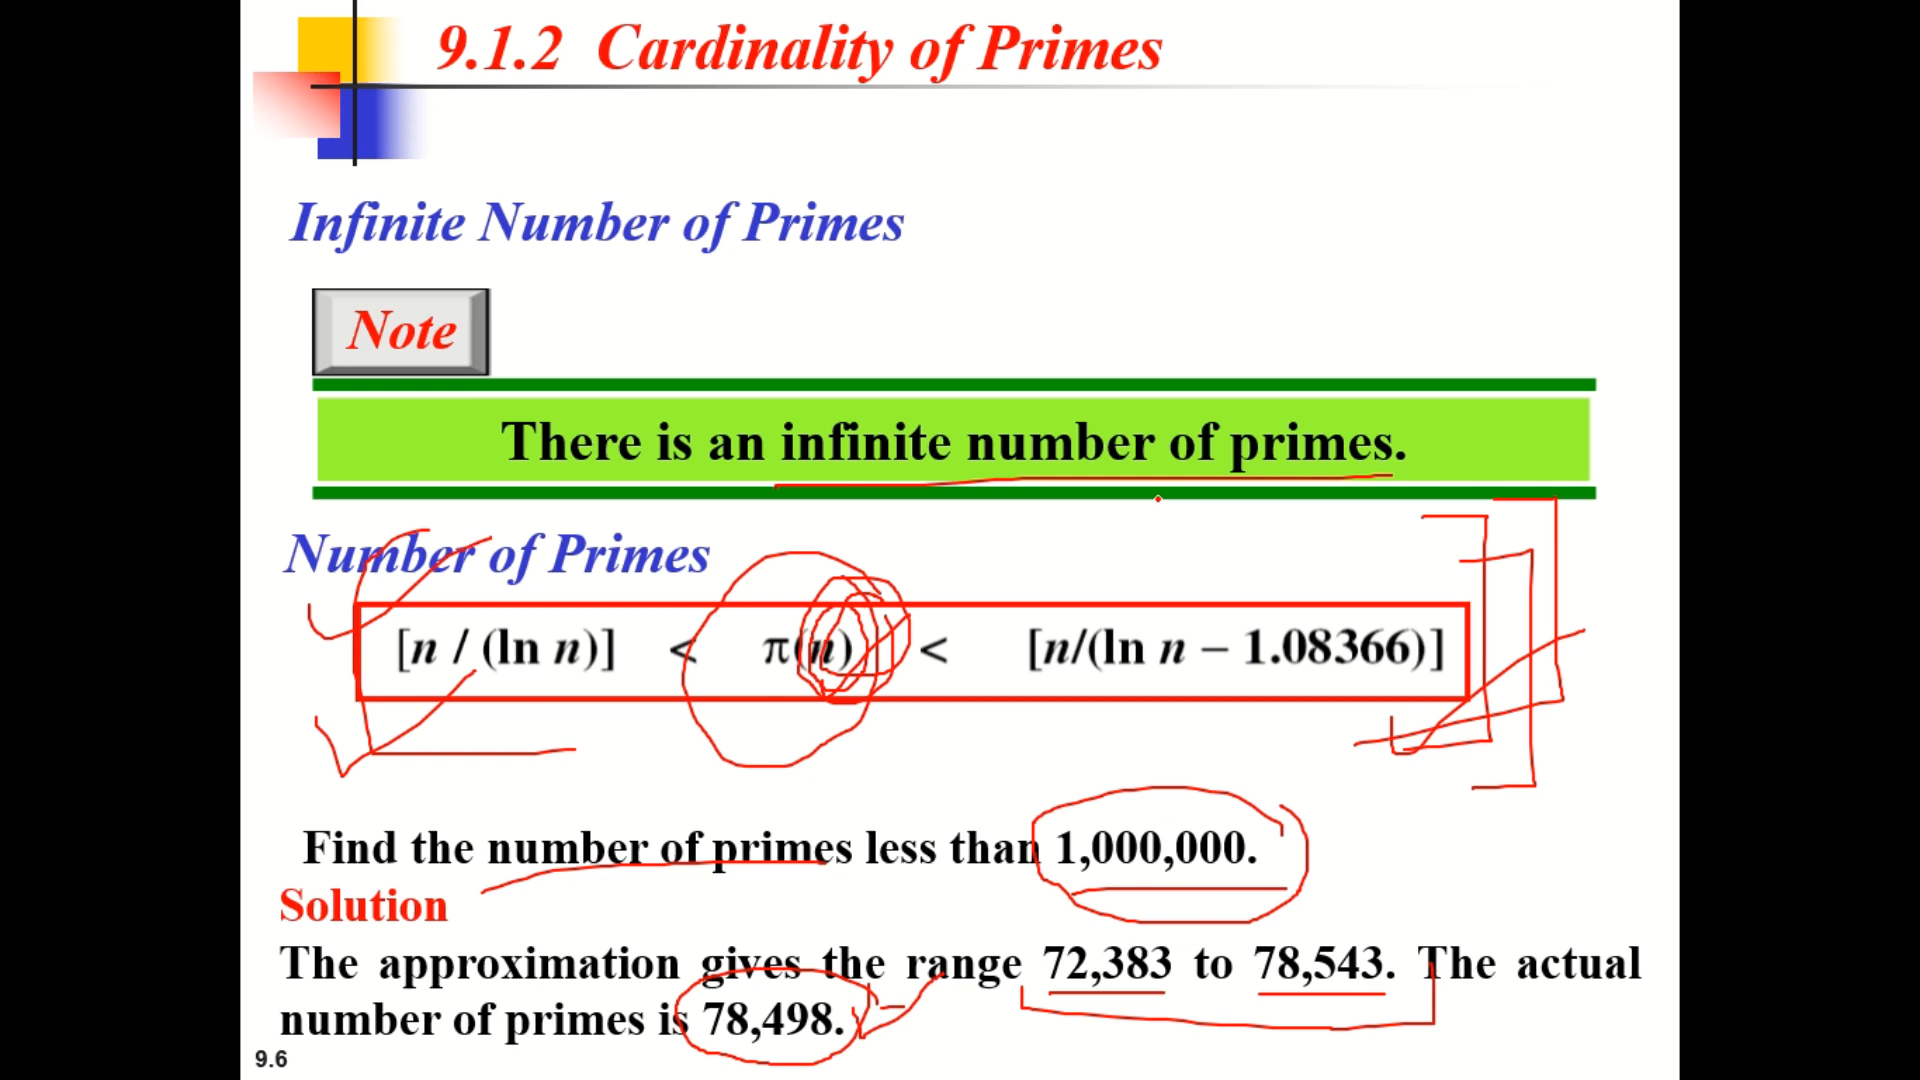 9.1.2 Cardinality of Primes
Infinite Number of Primes
Note
There is an infinite number of primes.
Number of Primes
[n / (ln n)] < π(n) < [n/(ln n − 1.08366)]
Find the number of primes less than 1,000,000.
Solution
The approximation gives the range 72,383 to 78,543. The actual
number of primes is 78,498.
9.6